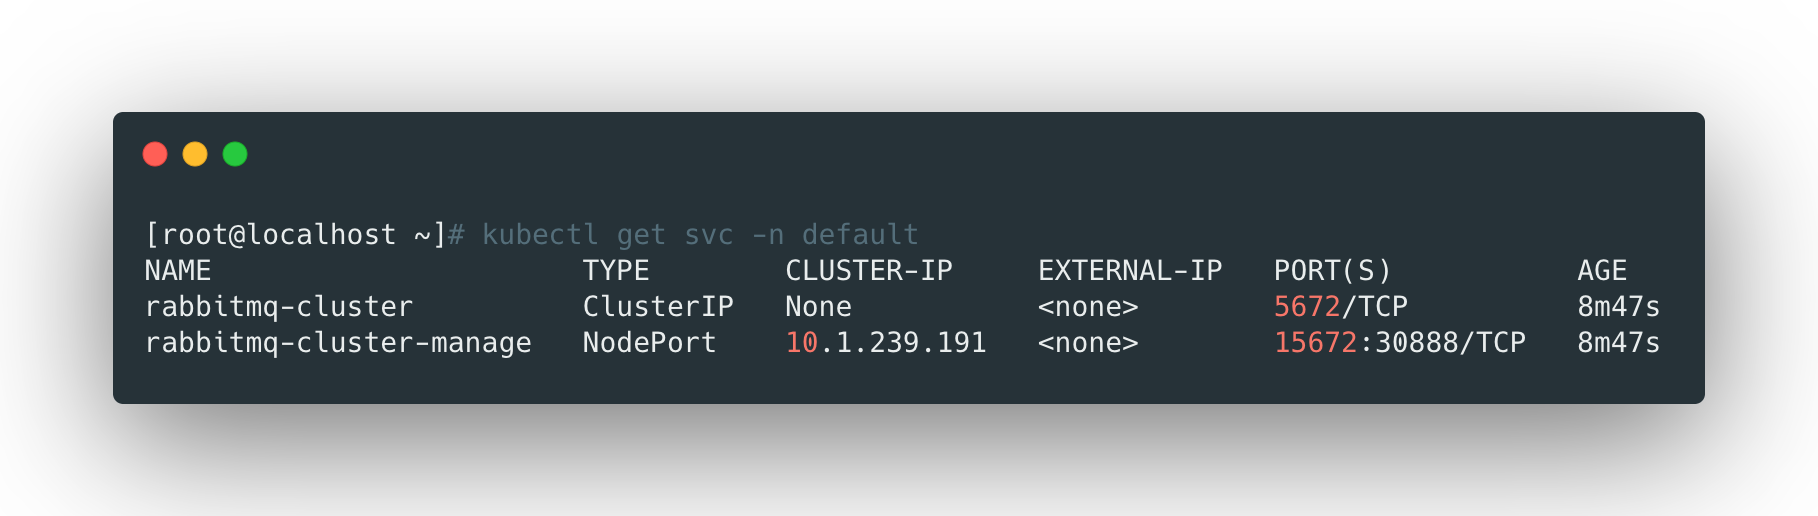 [root@localhost ~]# kubectl get svc -n default
NAME                      TYPE        CLUSTER-IP     EXTERNAL-IP   PORT(S)           AGE
rabbitmq-cluster          ClusterIP   None           <none>        5672/TCP          8m47s
rabbitmq-cluster-manage   NodePort    10.1.239.191   <none>        15672:30888/TCP   8m47s